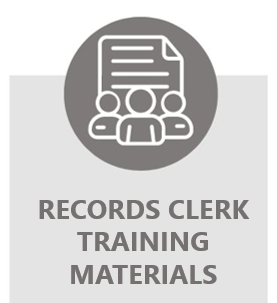 RECORDS CLERK
TRAINING
MATERIALS